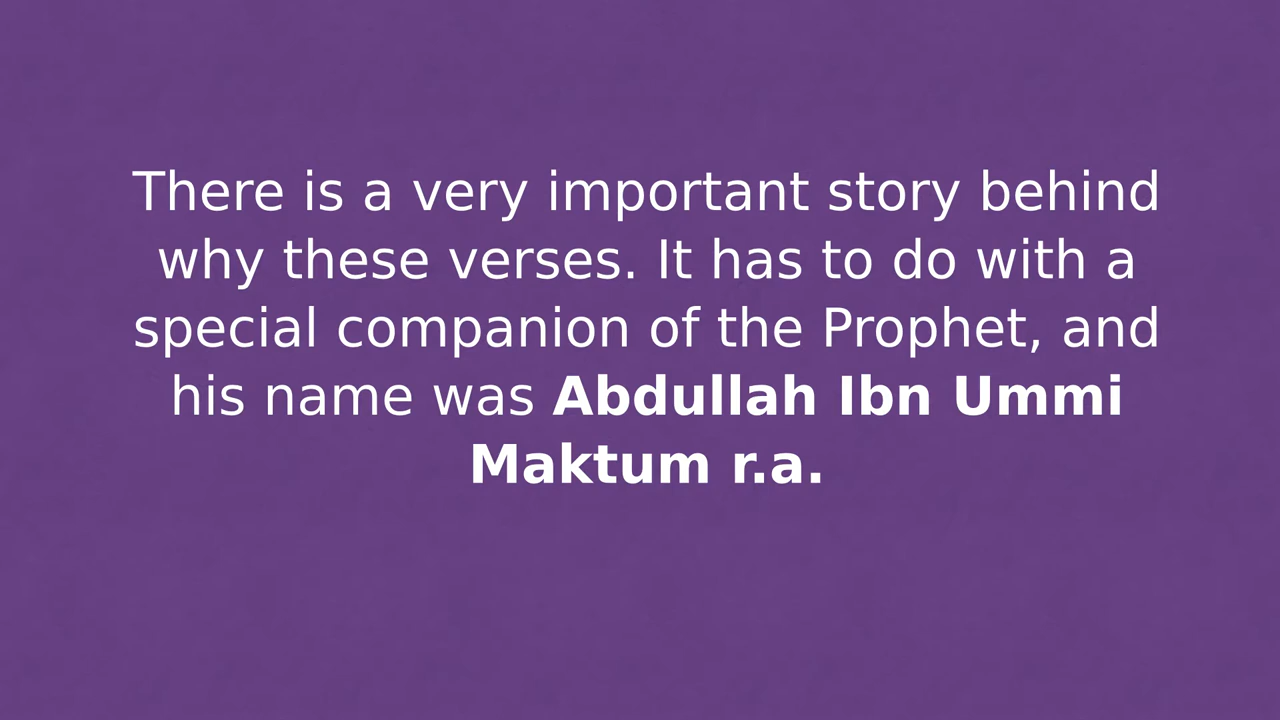 There is a very important story behind
why these verses. It has to do with a
special companion of the Prophet, and
his name was Abdullah Ibn Ummi
Maktum r.a.